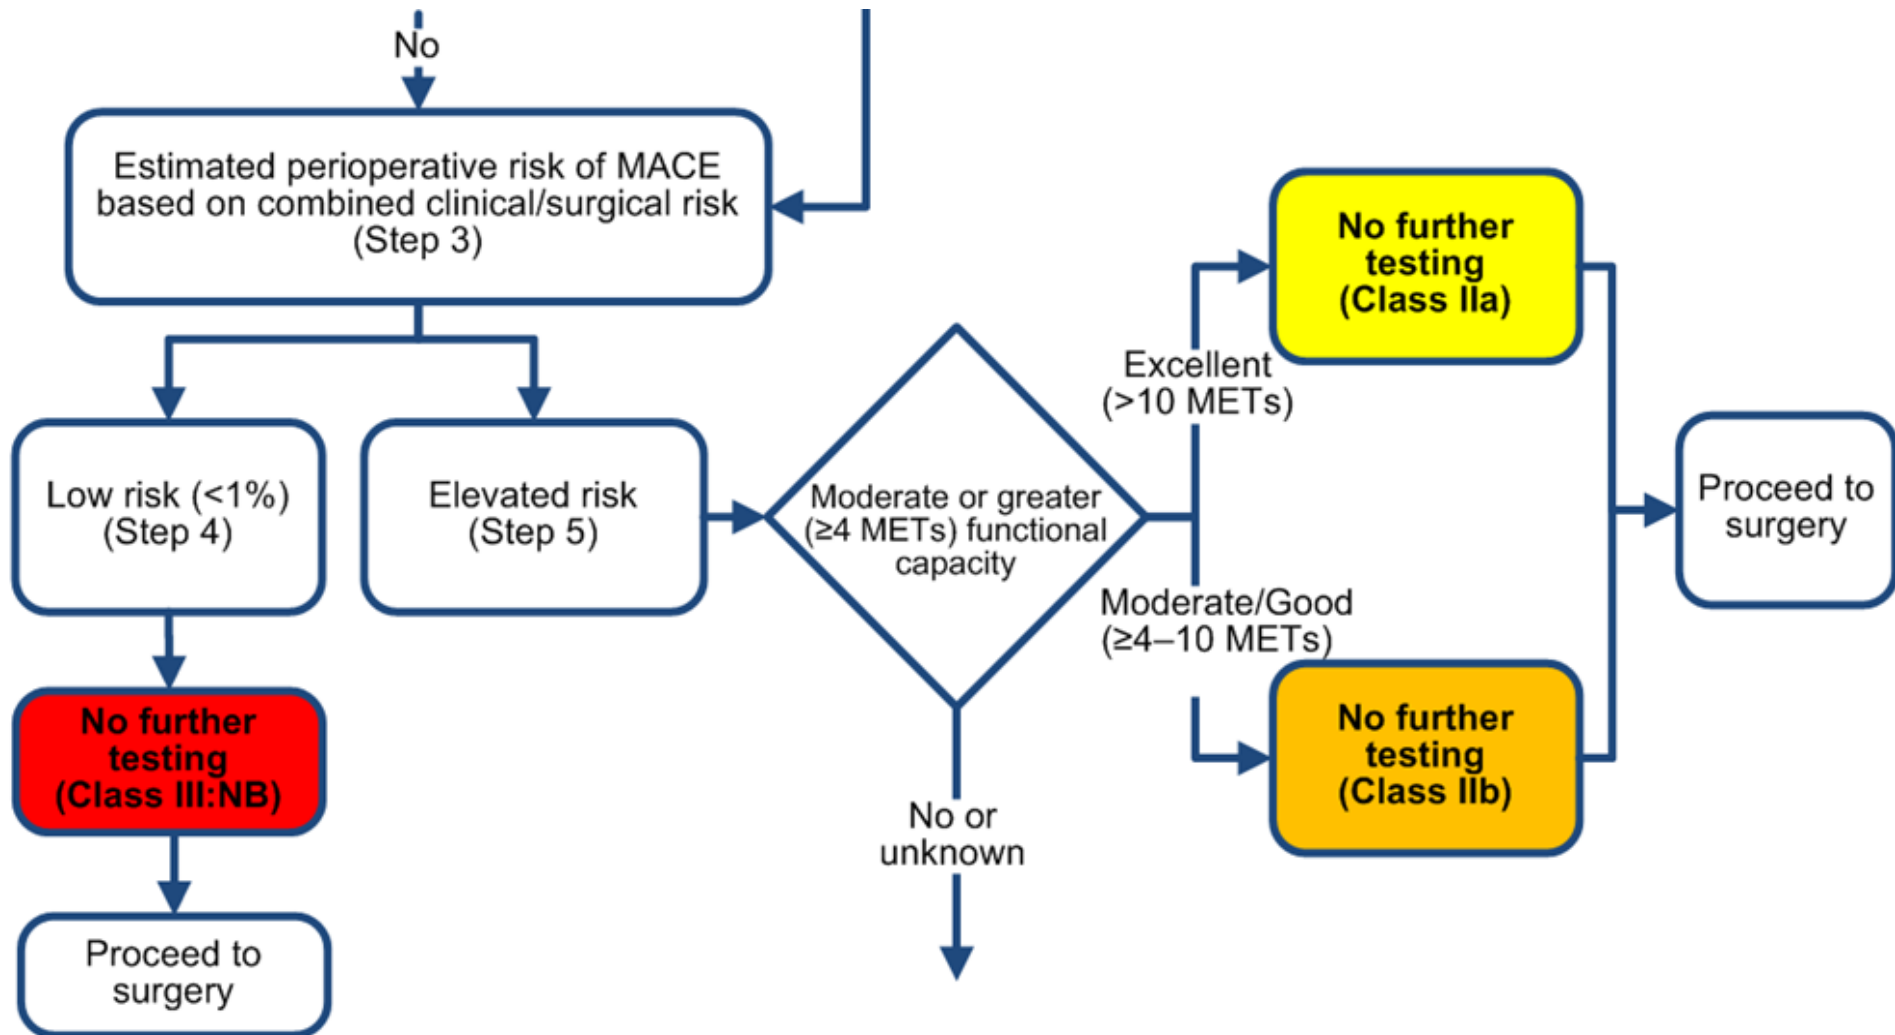 No
Estimated perioperative risk of MACE
based on combined clinical/surgical risk
(Step 3)
Low risk (<1%)
(Step 4)
Elevated risk
(Step 5)
Moderate or greater
(≥4 METs) functional
capacity
Excellent
(>10 METs)
No further
testing
(Class IIa)
Moderate/Good
(≥4–10 METs)
No further
testing
(Class IIb)
Proceed to
surgery
No or
unknown
No further
testing
(Class III:NB)
Proceed to
surgery